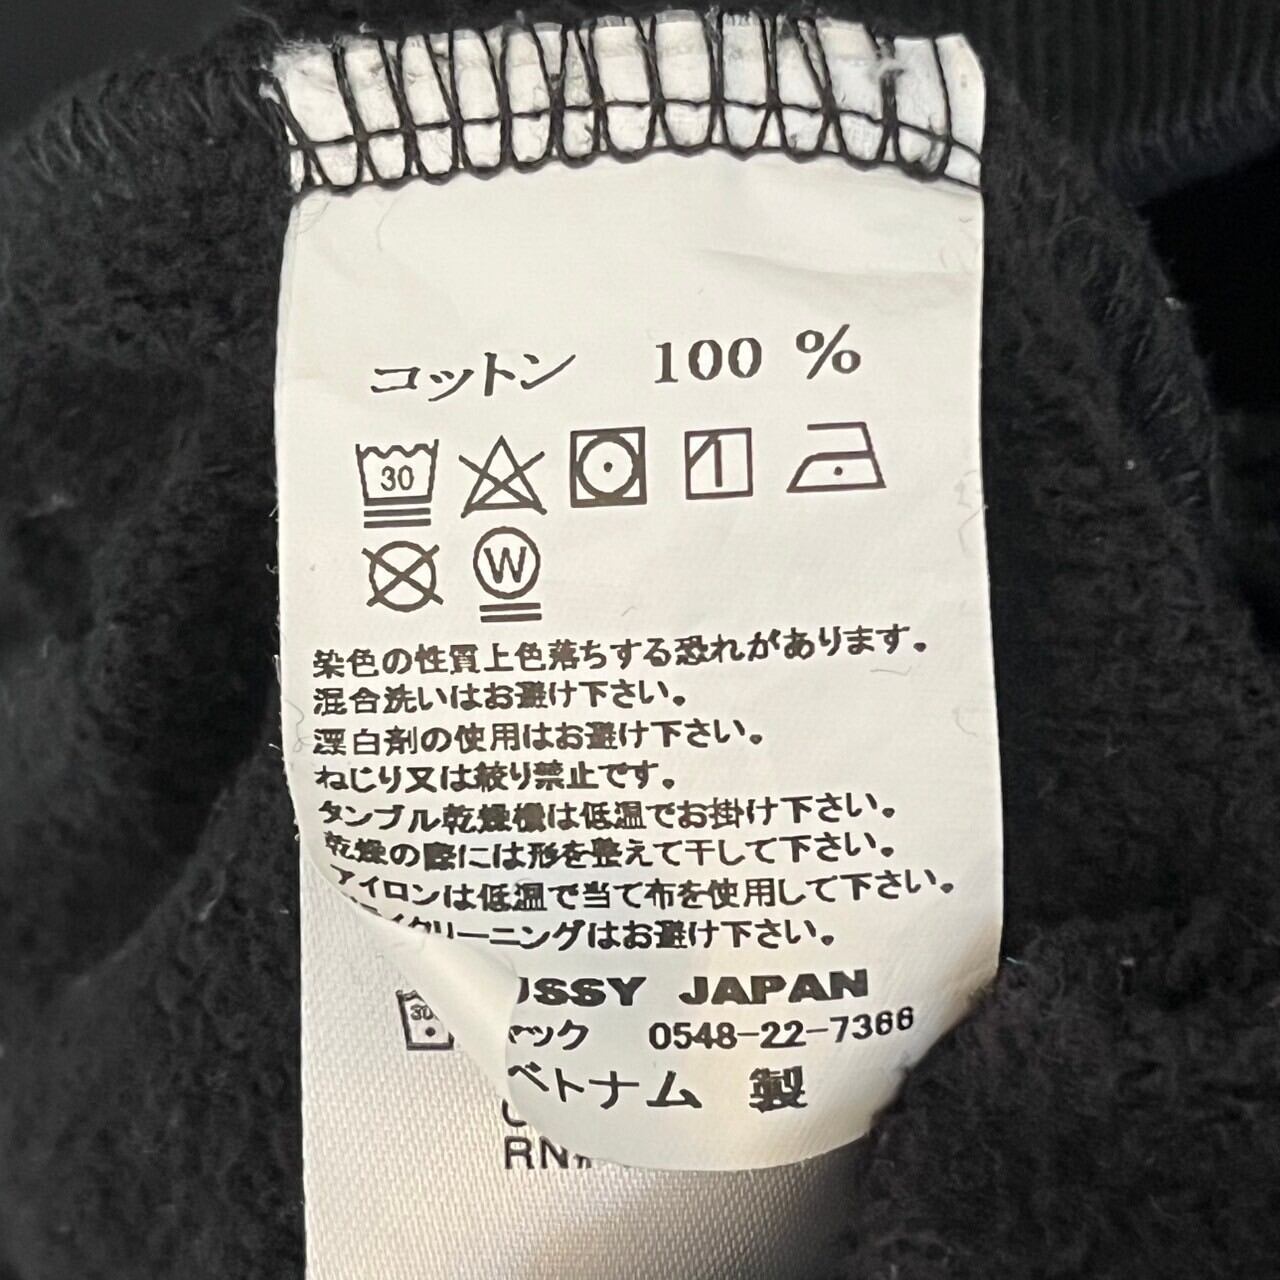 コットン 100 %
30
W
染色の性質上色落ちする恐れがあります。
混合洗いはお避け下さい。
漂白剤の使用はお避け下さい。
ねじり又は絞り禁止です。
タンブル乾燥機は低温でお掛け下さい。
乾燥の際には形を整えて干して下さい。
アイロンは低温で当て布を使用して下さい。
クリーニングはお避け下さい。
USSY JAPAN
30
ャック 0548-22-7366
ベトナム 製
RN#